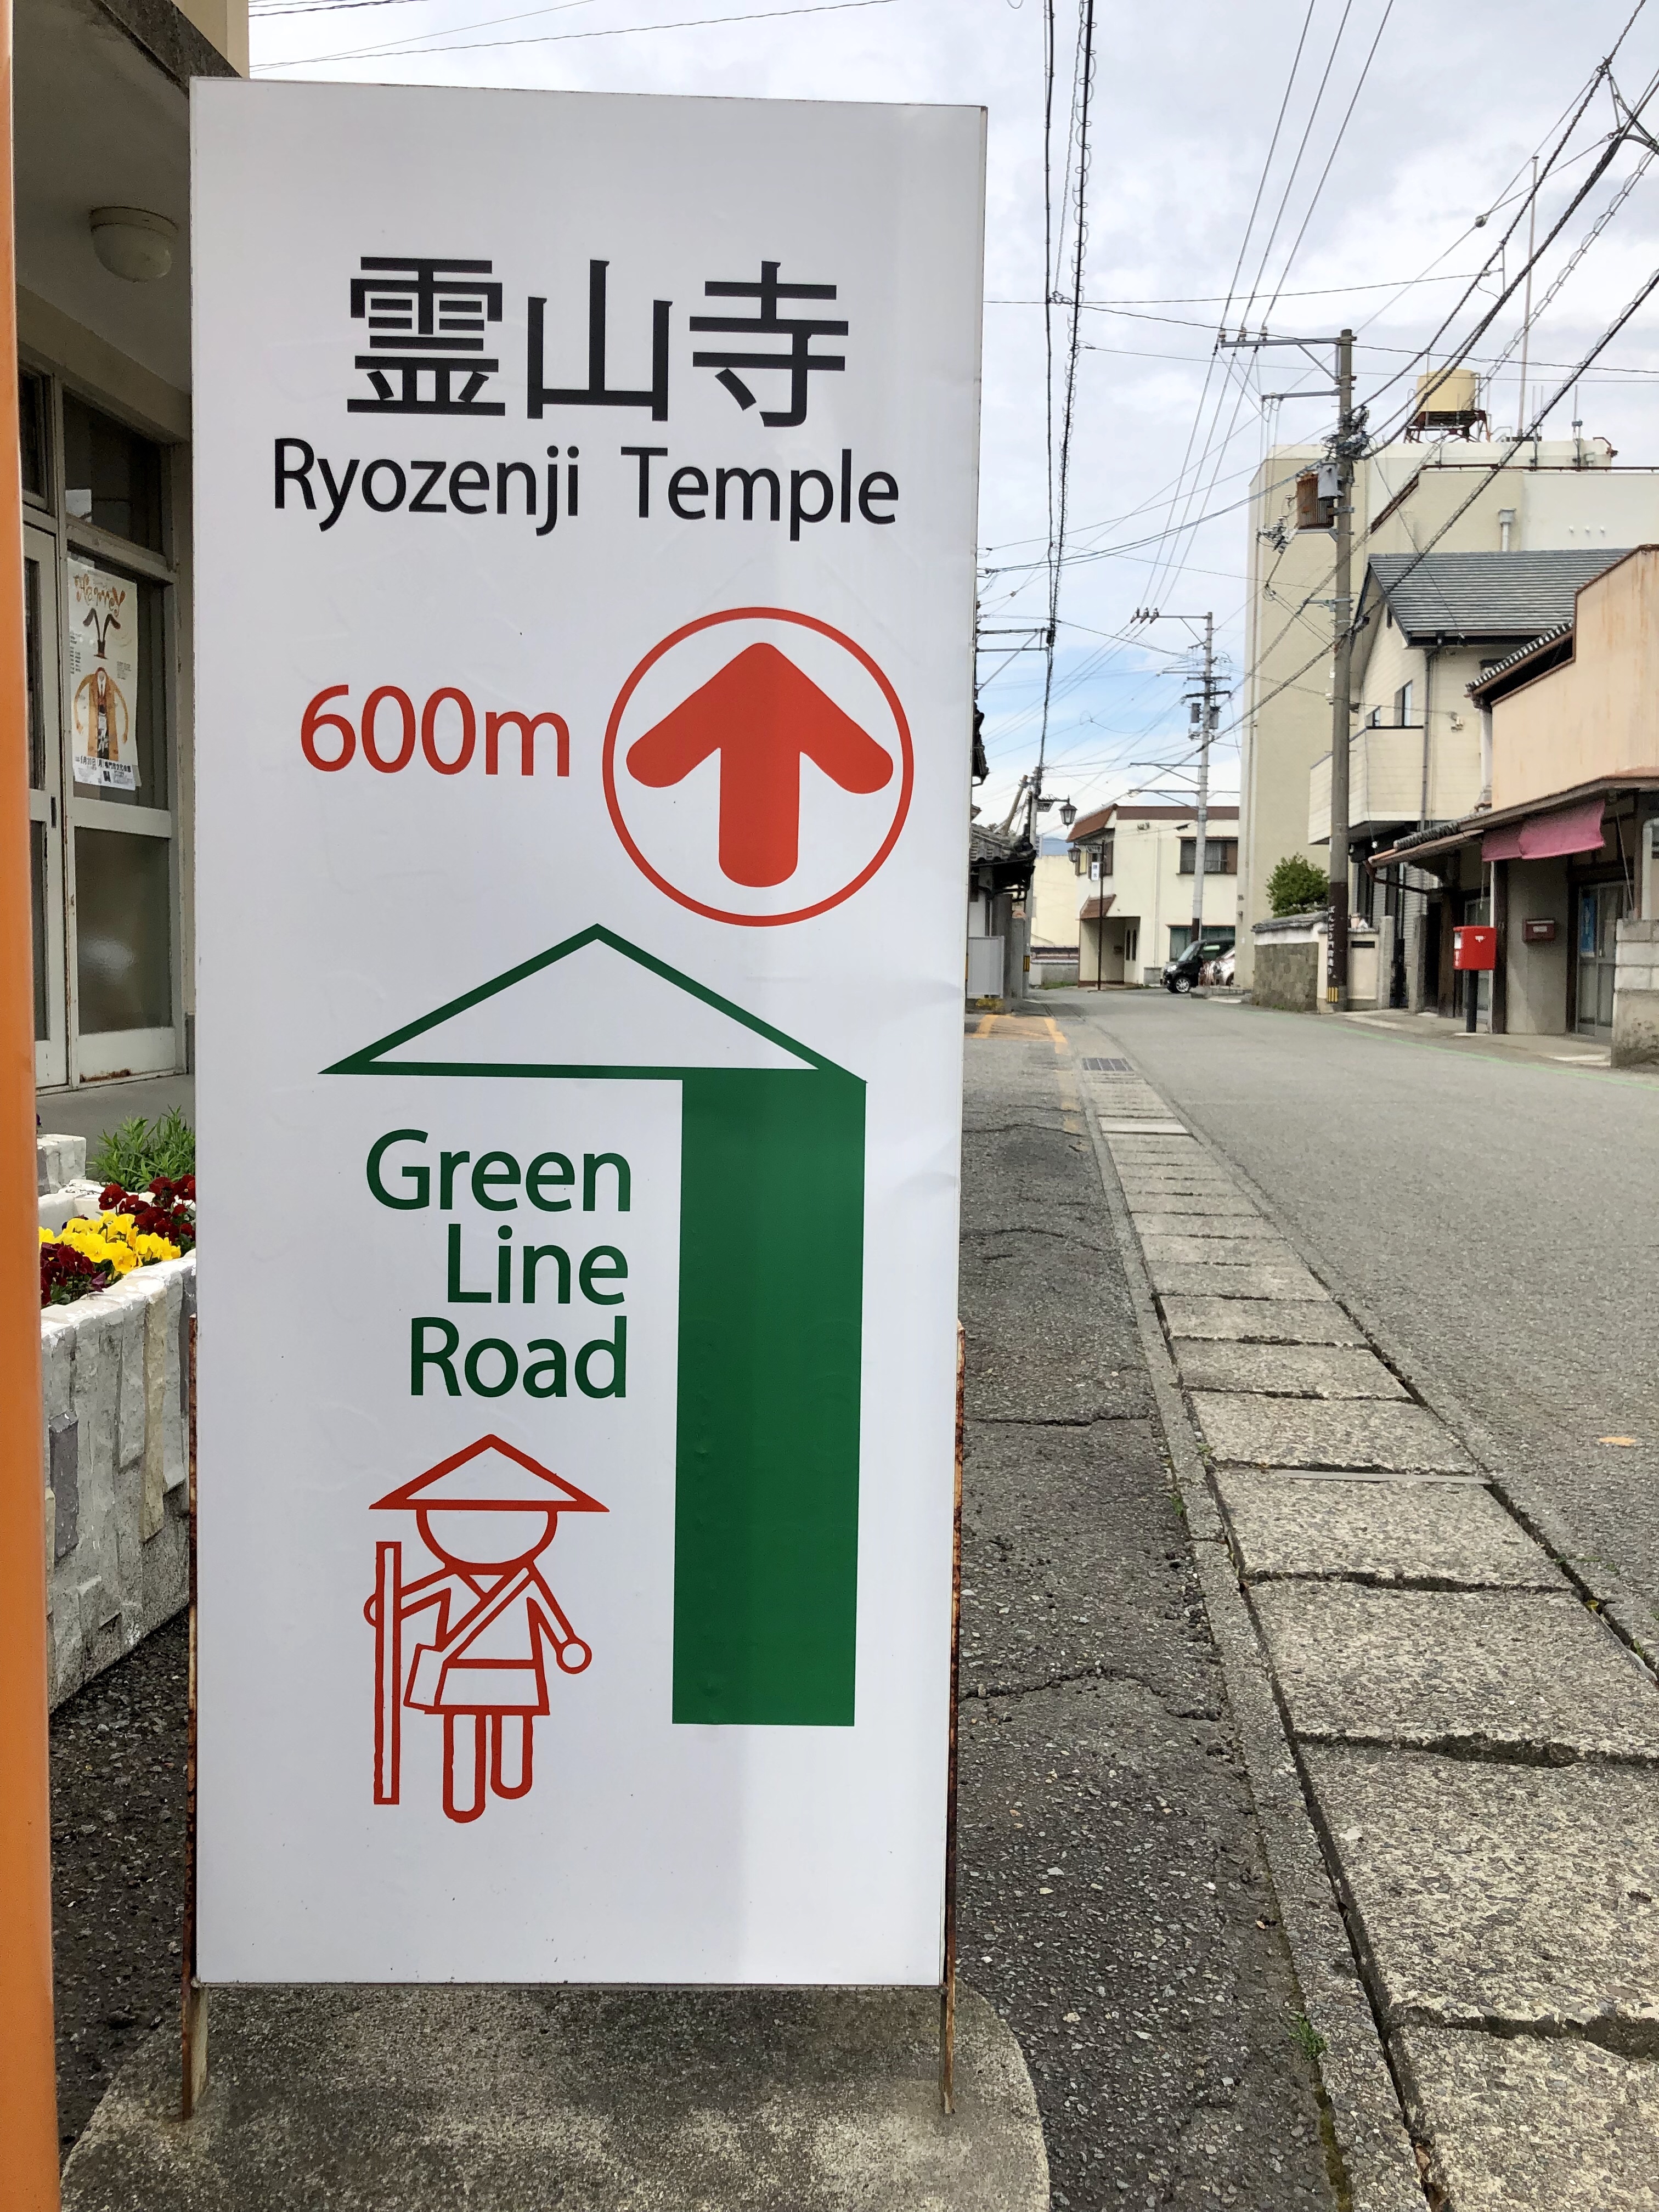 霊山寺
Ryozenji Temple
600m
Green
Line
Road